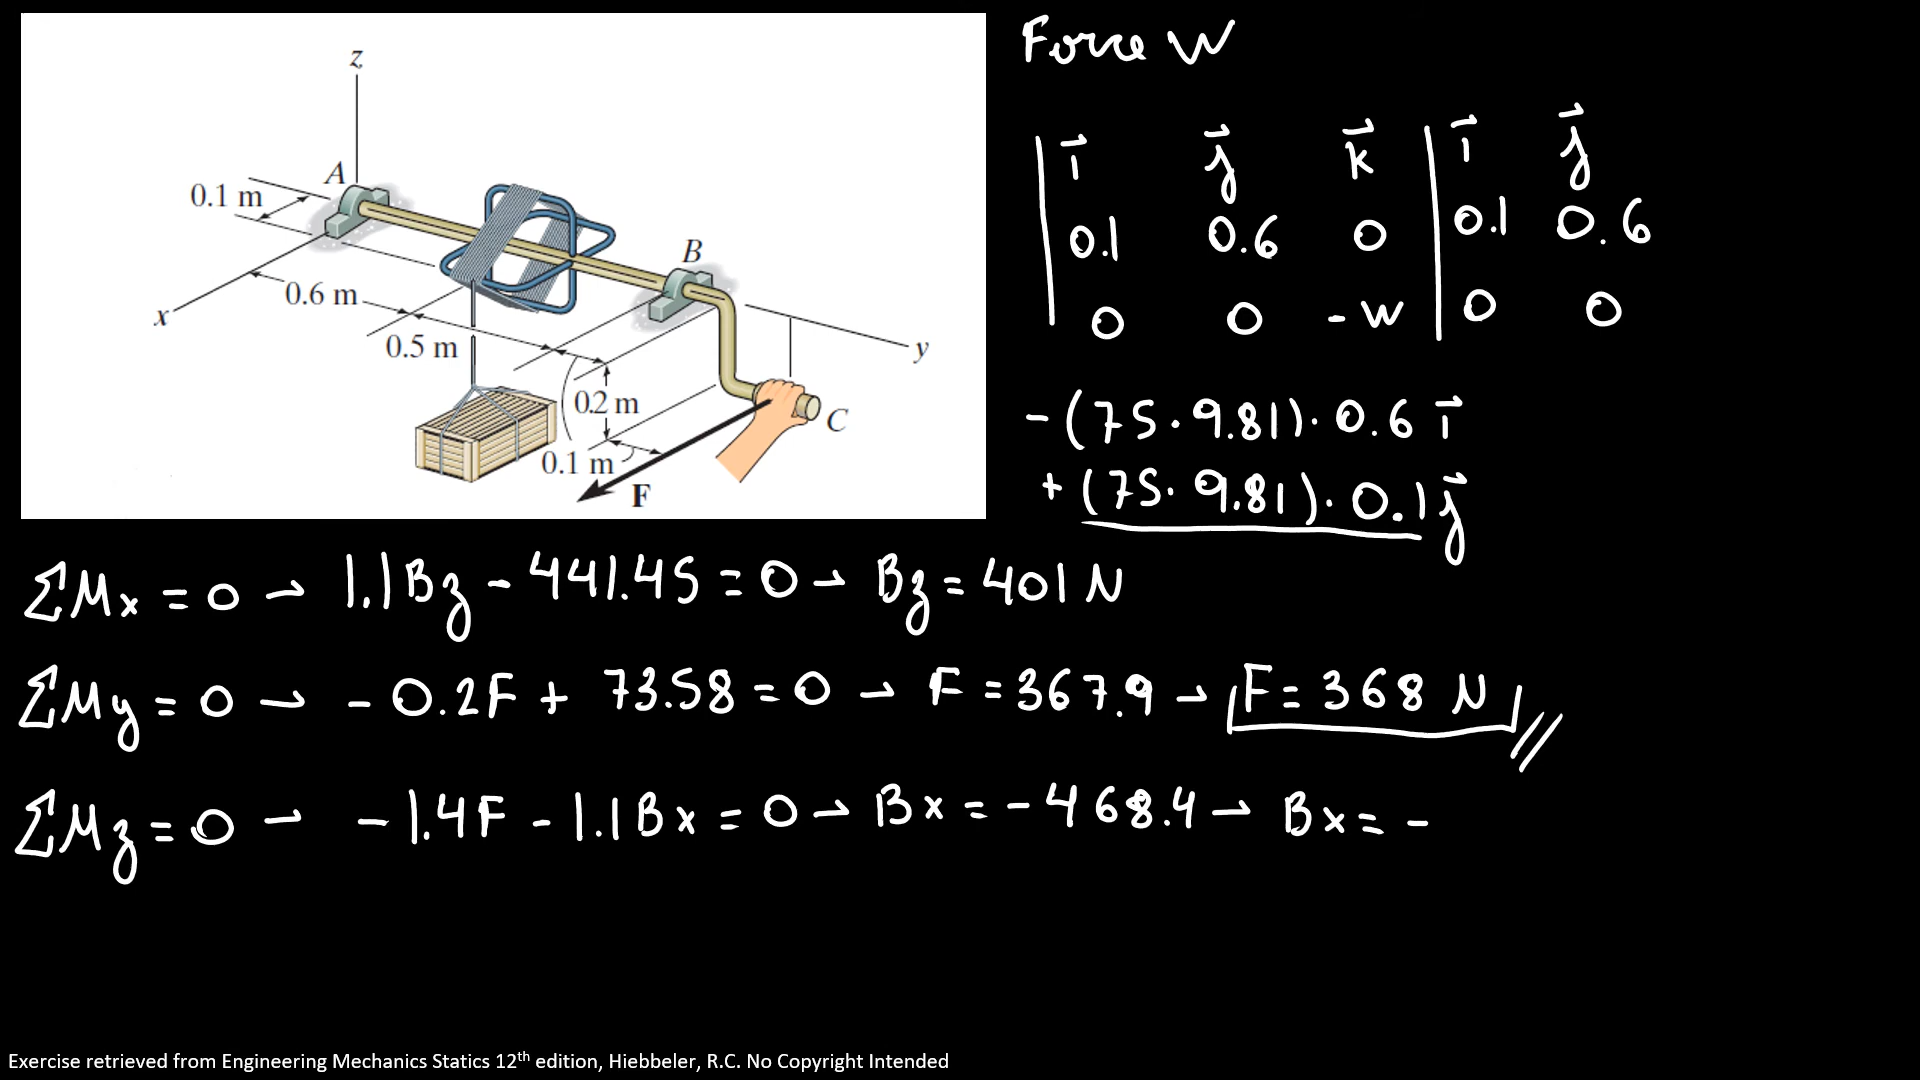 z
A
0.1 m
B
0.6 m
x
0.5 m
y
0.2 m
C
0.1 m
F
Force W
i j k i j
0.1 0.6 0 0.1 0.6
0 0 -W 0 0
-(75·9.81)·0.6 i
+(75·9.81)·0.1 j
ΣMx = 0 → 1.1Bz - 441.45 = 0 → Bz = 401 N
ΣMy = 0 → -0.2F + 73.58 = 0 → F = 367.9 → F = 368 N //
ΣMz = 0 → -1.4F - 1.1Bx = 0 → Bx = -468.4 → Bx = -
Exercise retrieved from Engineering Mechanics Statics 12th edition, Hiebbeler, R.C. No Copyright Intended